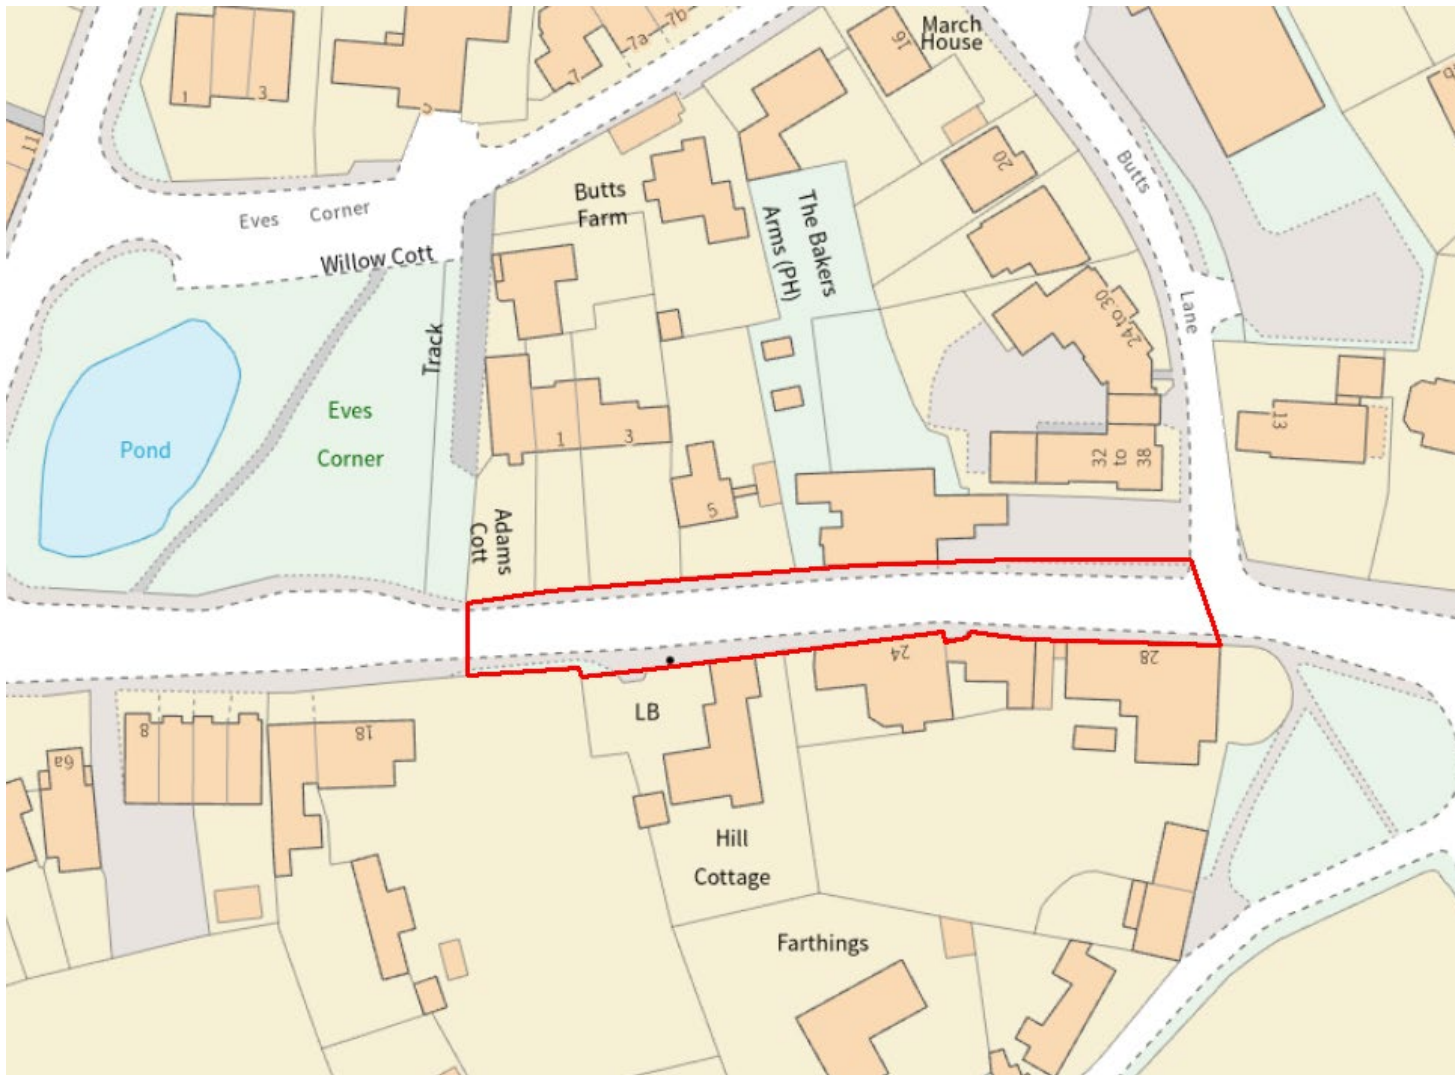 March
House
16
7b
7a
7
1
3
11
20
Butts
Butts
Farm
The Bakers
Arms (PH)
Eves Corner
Willow Cott
24 to 30
Lane
Track
Eves
Corner
Pond
1
3
13
32
to
38
5
Adams
Cott
24
28
LB
8
18
6a
Hill
Cottage
Farthings